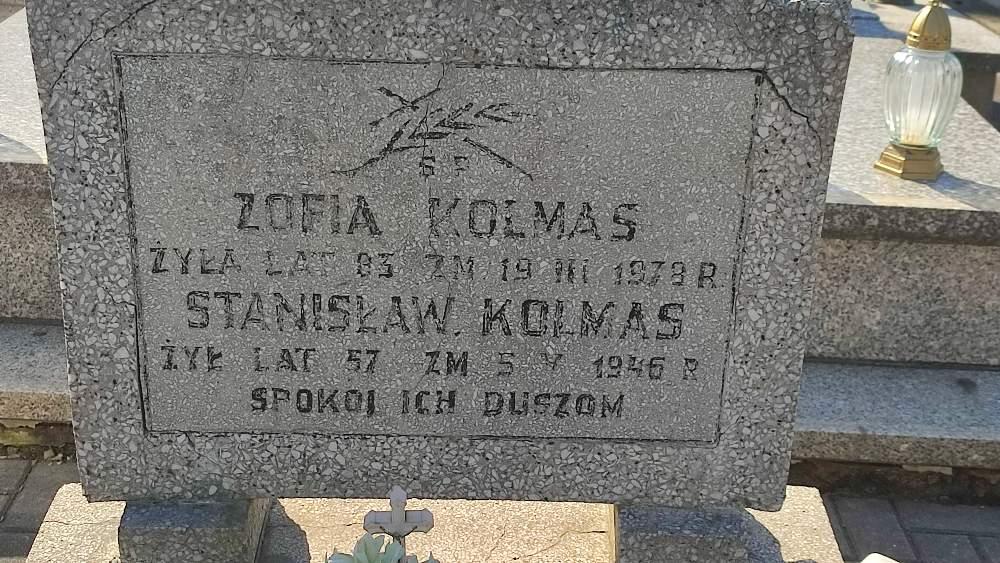 Ś P
ZOFIA KOLMAS
ŻYŁA LAT 83 ZM 19 III 1978 R
STANISŁAW KOLMAS
ŻYŁ LAT 57 ZM 5 V 1946 R
SPOKOJ ICH DUSZOM